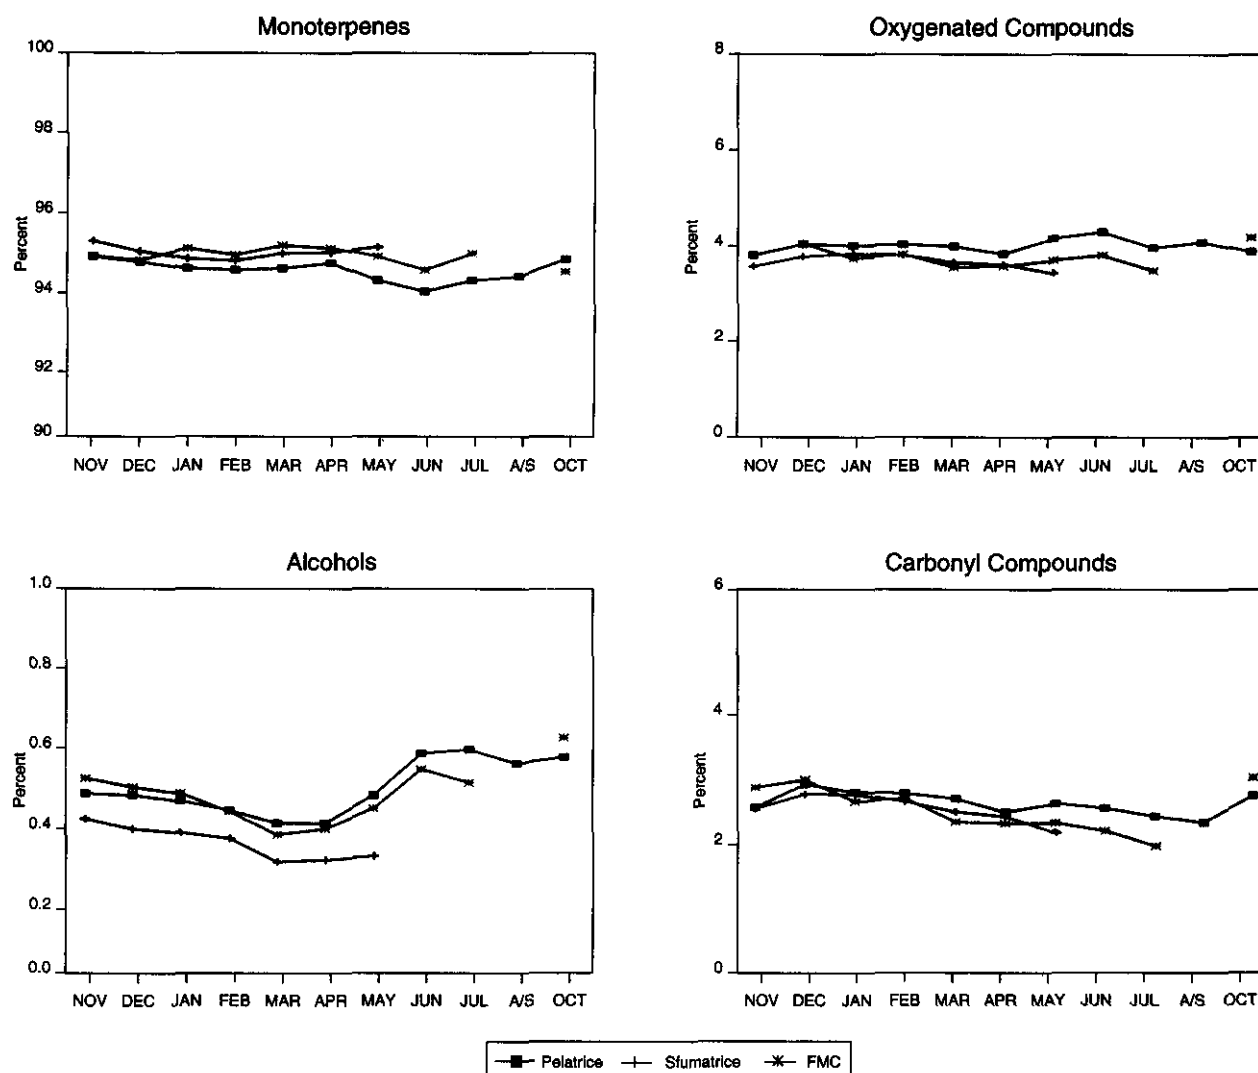 Monoterpenes
100
98
96
94
92
90
Percent
NOV DEC JAN FEB MAR APR MAY JUN JUL A/S OCT
Oxygenated Compounds
8
6
4
2
0
Percent
NOV DEC JAN FEB MAR APR MAY JUN JUL A/S OCT
Alcohols
1.0
0.8
0.6
0.4
0.2
0.0
Percent
NOV DEC JAN FEB MAR APR MAY JUN JUL A/S OCT
Carbonyl Compounds
6
4
2
0
Percent
NOV DEC JAN FEB MAR APR MAY JUN JUL A/S OCT
Pelatrice Sfumatrice FMC